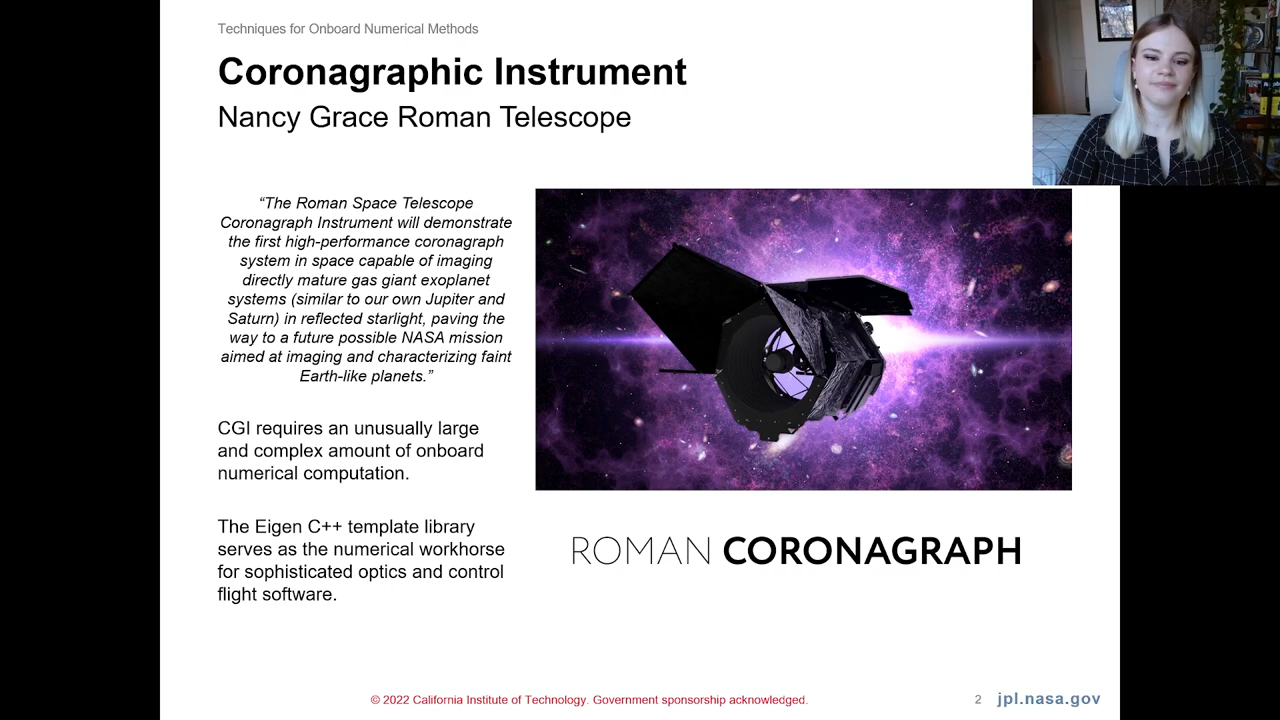 Techniques for Onboard Numerical Methods
Coronagraphic Instrument
Nancy Grace Roman Telescope
“The Roman Space Telescope
Coronagraph Instrument will demonstrate
the first high-performance coronagraph
system in space capable of imaging
directly mature gas giant exoplanet
systems (similar to our own Jupiter and
Saturn) in reflected starlight, paving the
way to a future possible NASA mission
aimed at imaging and characterizing faint
Earth-like planets.”
CGI requires an unusually large
and complex amount of onboard
numerical computation.
The Eigen C++ template library
serves as the numerical workhorse
for sophisticated optics and control
flight software.
ROMAN CORONAGRAPH
© 2022 California Institute of Technology. Government sponsorship acknowledged.
2 jpl.nasa.gov